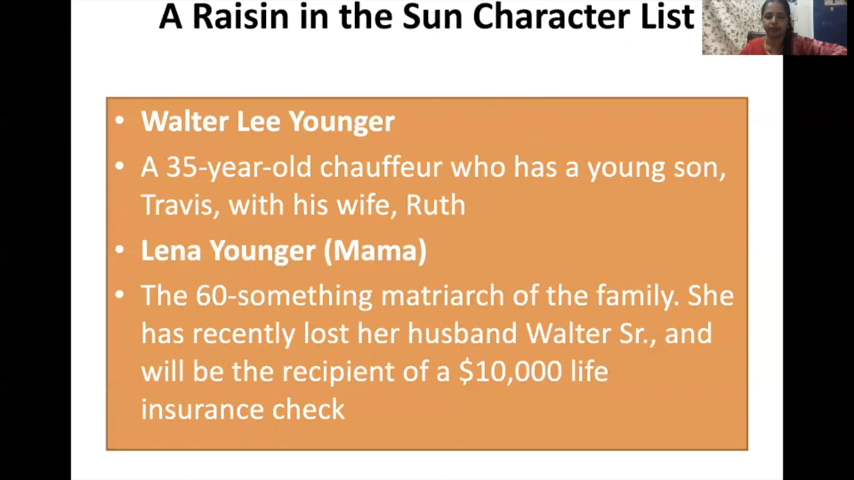 A Raisin in the Sun Character List
• Walter Lee Younger
• A 35-year-old chauffeur who has a young son,
Travis, with his wife, Ruth
• Lena Younger (Mama)
• The 60-something matriarch of the family. She
has recently lost her husband Walter Sr., and
will be the recipient of a $10,000 life
insurance check